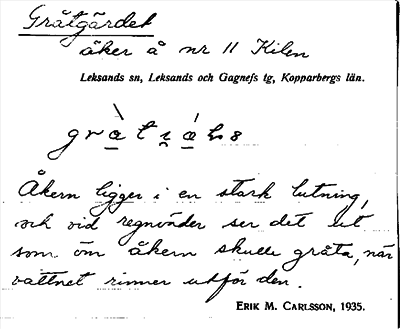 Gråtgärdet
åker å nr 11 Kilen
Leksands sn, Leksands och Gagnefs tg, Kopparbergs län.
Åkern ligger i en stark lutning,
och vid regnväder ser det ut
som om åkern skulle gråta, när
vattnet rinner utför den.
ERIK M. CARLSSON, 1935.